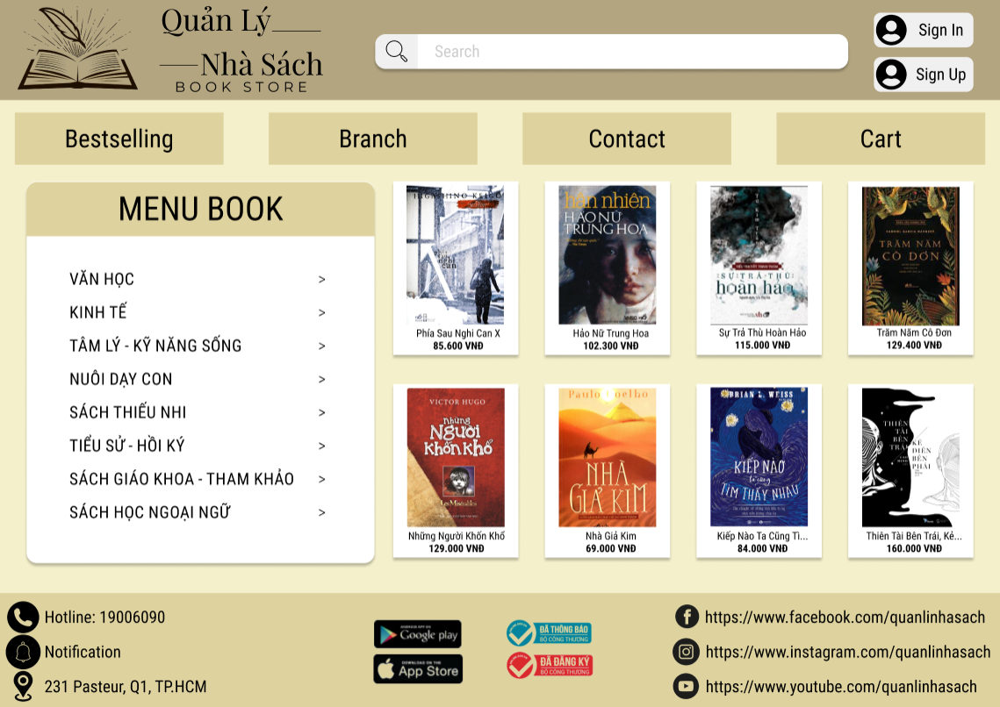 Quản Lý
Nhà Sách
BOOK STORE
Search
Sign In
Sign Up
Bestselling
Branch
Contact
Cart
MENU BOOK
VĂN HỌC >
KINH TẾ >
TÂM LÝ - KỸ NĂNG SỐNG >
NUÔI DẠY CON >
SÁCH THIẾU NHI >
TIỂU SỬ - HỒI KÝ >
SÁCH GIÁO KHOA - THAM KHẢO >
SÁCH HỌC NGOẠI NGỮ >
HIGASHINO KEIGO
Phía Sau Nghi Can X
85.600 VNĐ
hân nhiên
HẢO NỮ
TRUNG HOA
Hảo Nữ Trung Hoa
102.300 VNĐ
SỰ TRẢ THÙ
hoàn hảo
Sự Trả Thù Hoàn Hảo
115.000 VNĐ
GABRIEL GARCIA MARQUEZ
TRĂM NĂM
CÔ ĐƠN
Trăm Năm Cô Đơn
129.400 VNĐ
VICTOR HUGO
Những
Người
khốn khổ
Les Misérables
Những Người Khốn Khổ
129.000 VNĐ
Paulo Coelho
NHÀ
GIẢ KIM
Nhà Giả Kim
69.000 VNĐ
BRIAN L. WEISS
KIẾP NÀO
ta cũng
TÌM THẤY NHAU
Kiếp Nào Ta Cũng Tì...
84.000 VNĐ
THIÊN
TÀI
BÊN
TRÁI
KẺ
ĐIÊN
BÊN
PHẢI
Thiên Tài Bên Trái, Kẻ...
160.000 VNĐ
Hotline: 19006090
Notification
231 Pasteur, Q1, TP.HCM
ANDROID APP ON
Google play
DOWNLOAD ON THE
App Store
ĐÃ THÔNG BÁO
BỘ CÔNG THƯƠNG
ĐÃ ĐĂNG KÝ
BỘ CÔNG THƯƠNG
https://www.facebook.com/quanlinhasach
https://www.instagram.com/quanlinhasach
https://www.youtube.com/quanlinhasach